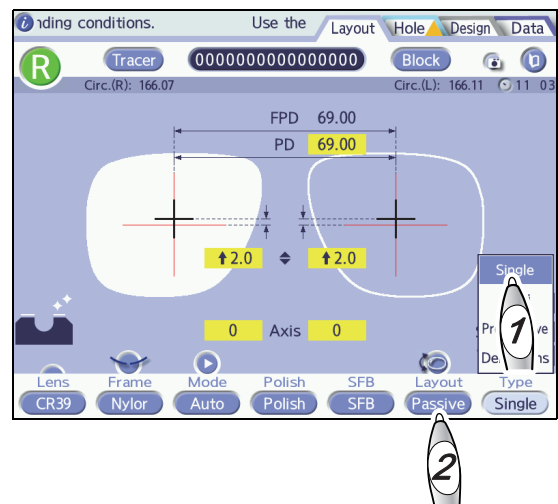 nding conditions. Use the Layout Hole Design Data
R Tracer 0000000000000000 Block
Circ.(R): 166.07 Circ.(L): 166.11 11 03
FPD 69.00
PD 69.00
2.0 2.0
Single
1
0 Axis 0
Lens Frame Mode Polish SFB Layout Type
CR39 Nylor Auto Polish SFB Passive Single
2